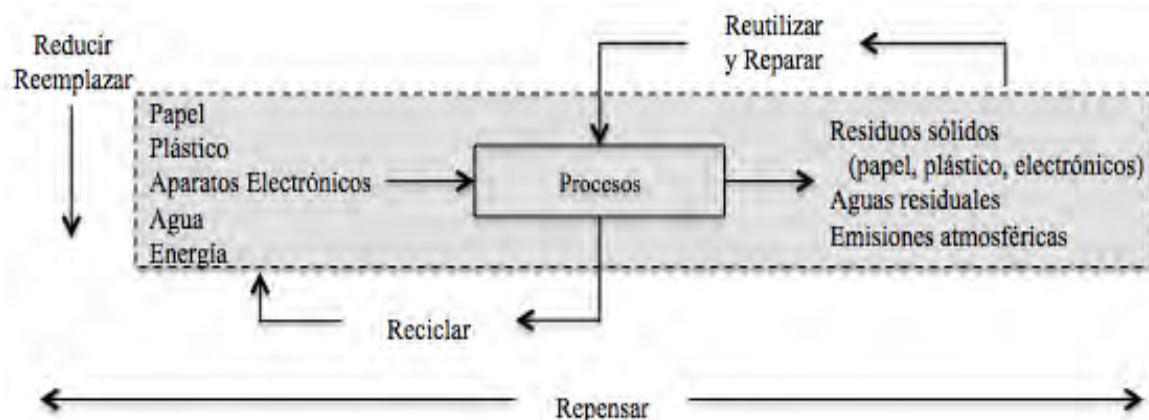 Reducir
Reemplazar
Reutilizar
y Reparar
Papel
Plástico
Aparatos Electrónicos
Agua
Energía
Procesos
Residuos sólidos
(papel, plástico, electrónicos)
Aguas residuales
Emisiones atmosféricas
Reciclar
Repensar